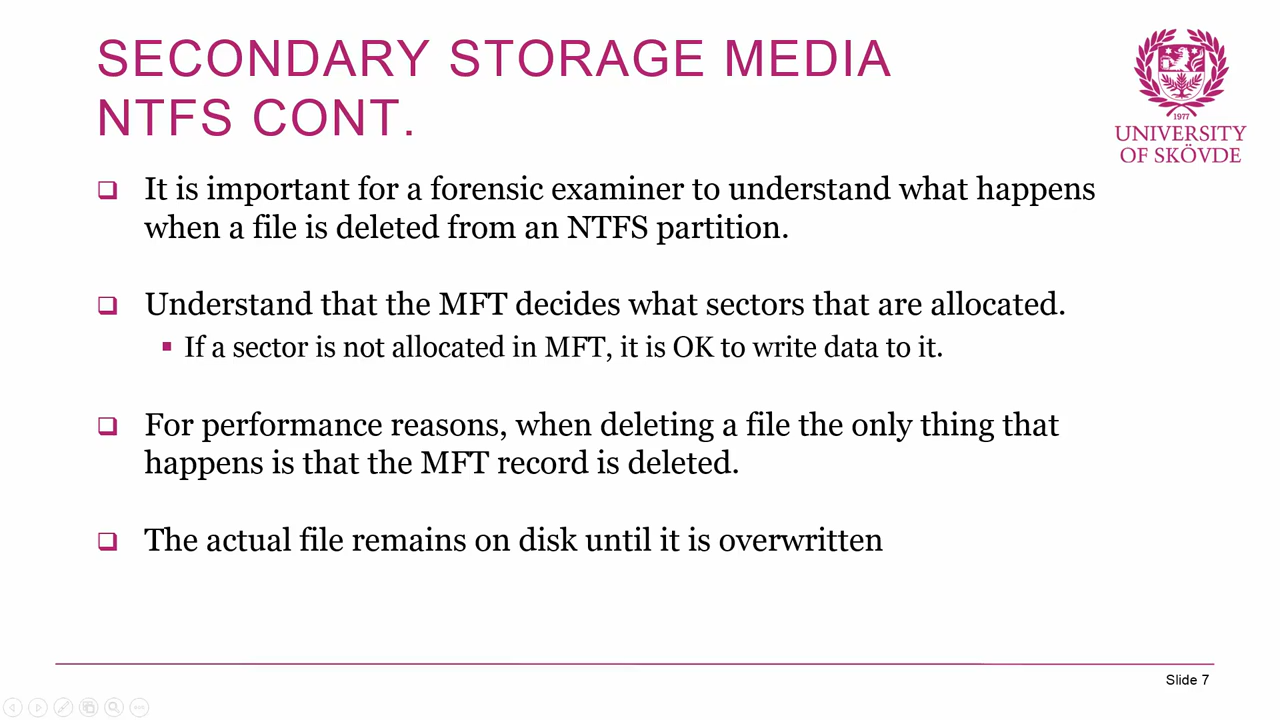 SECONDARY STORAGE MEDIA
NTFS CONT.
1977
UNIVERSITY
OF SKÖVDE
It is important for a forensic examiner to understand what happens
when a file is deleted from an NTFS partition.
Understand that the MFT decides what sectors that are allocated.
If a sector is not allocated in MFT, it is OK to write data to it.
For performance reasons, when deleting a file the only thing that
happens is that the MFT record is deleted.
The actual file remains on disk until it is overwritten
Slide 7